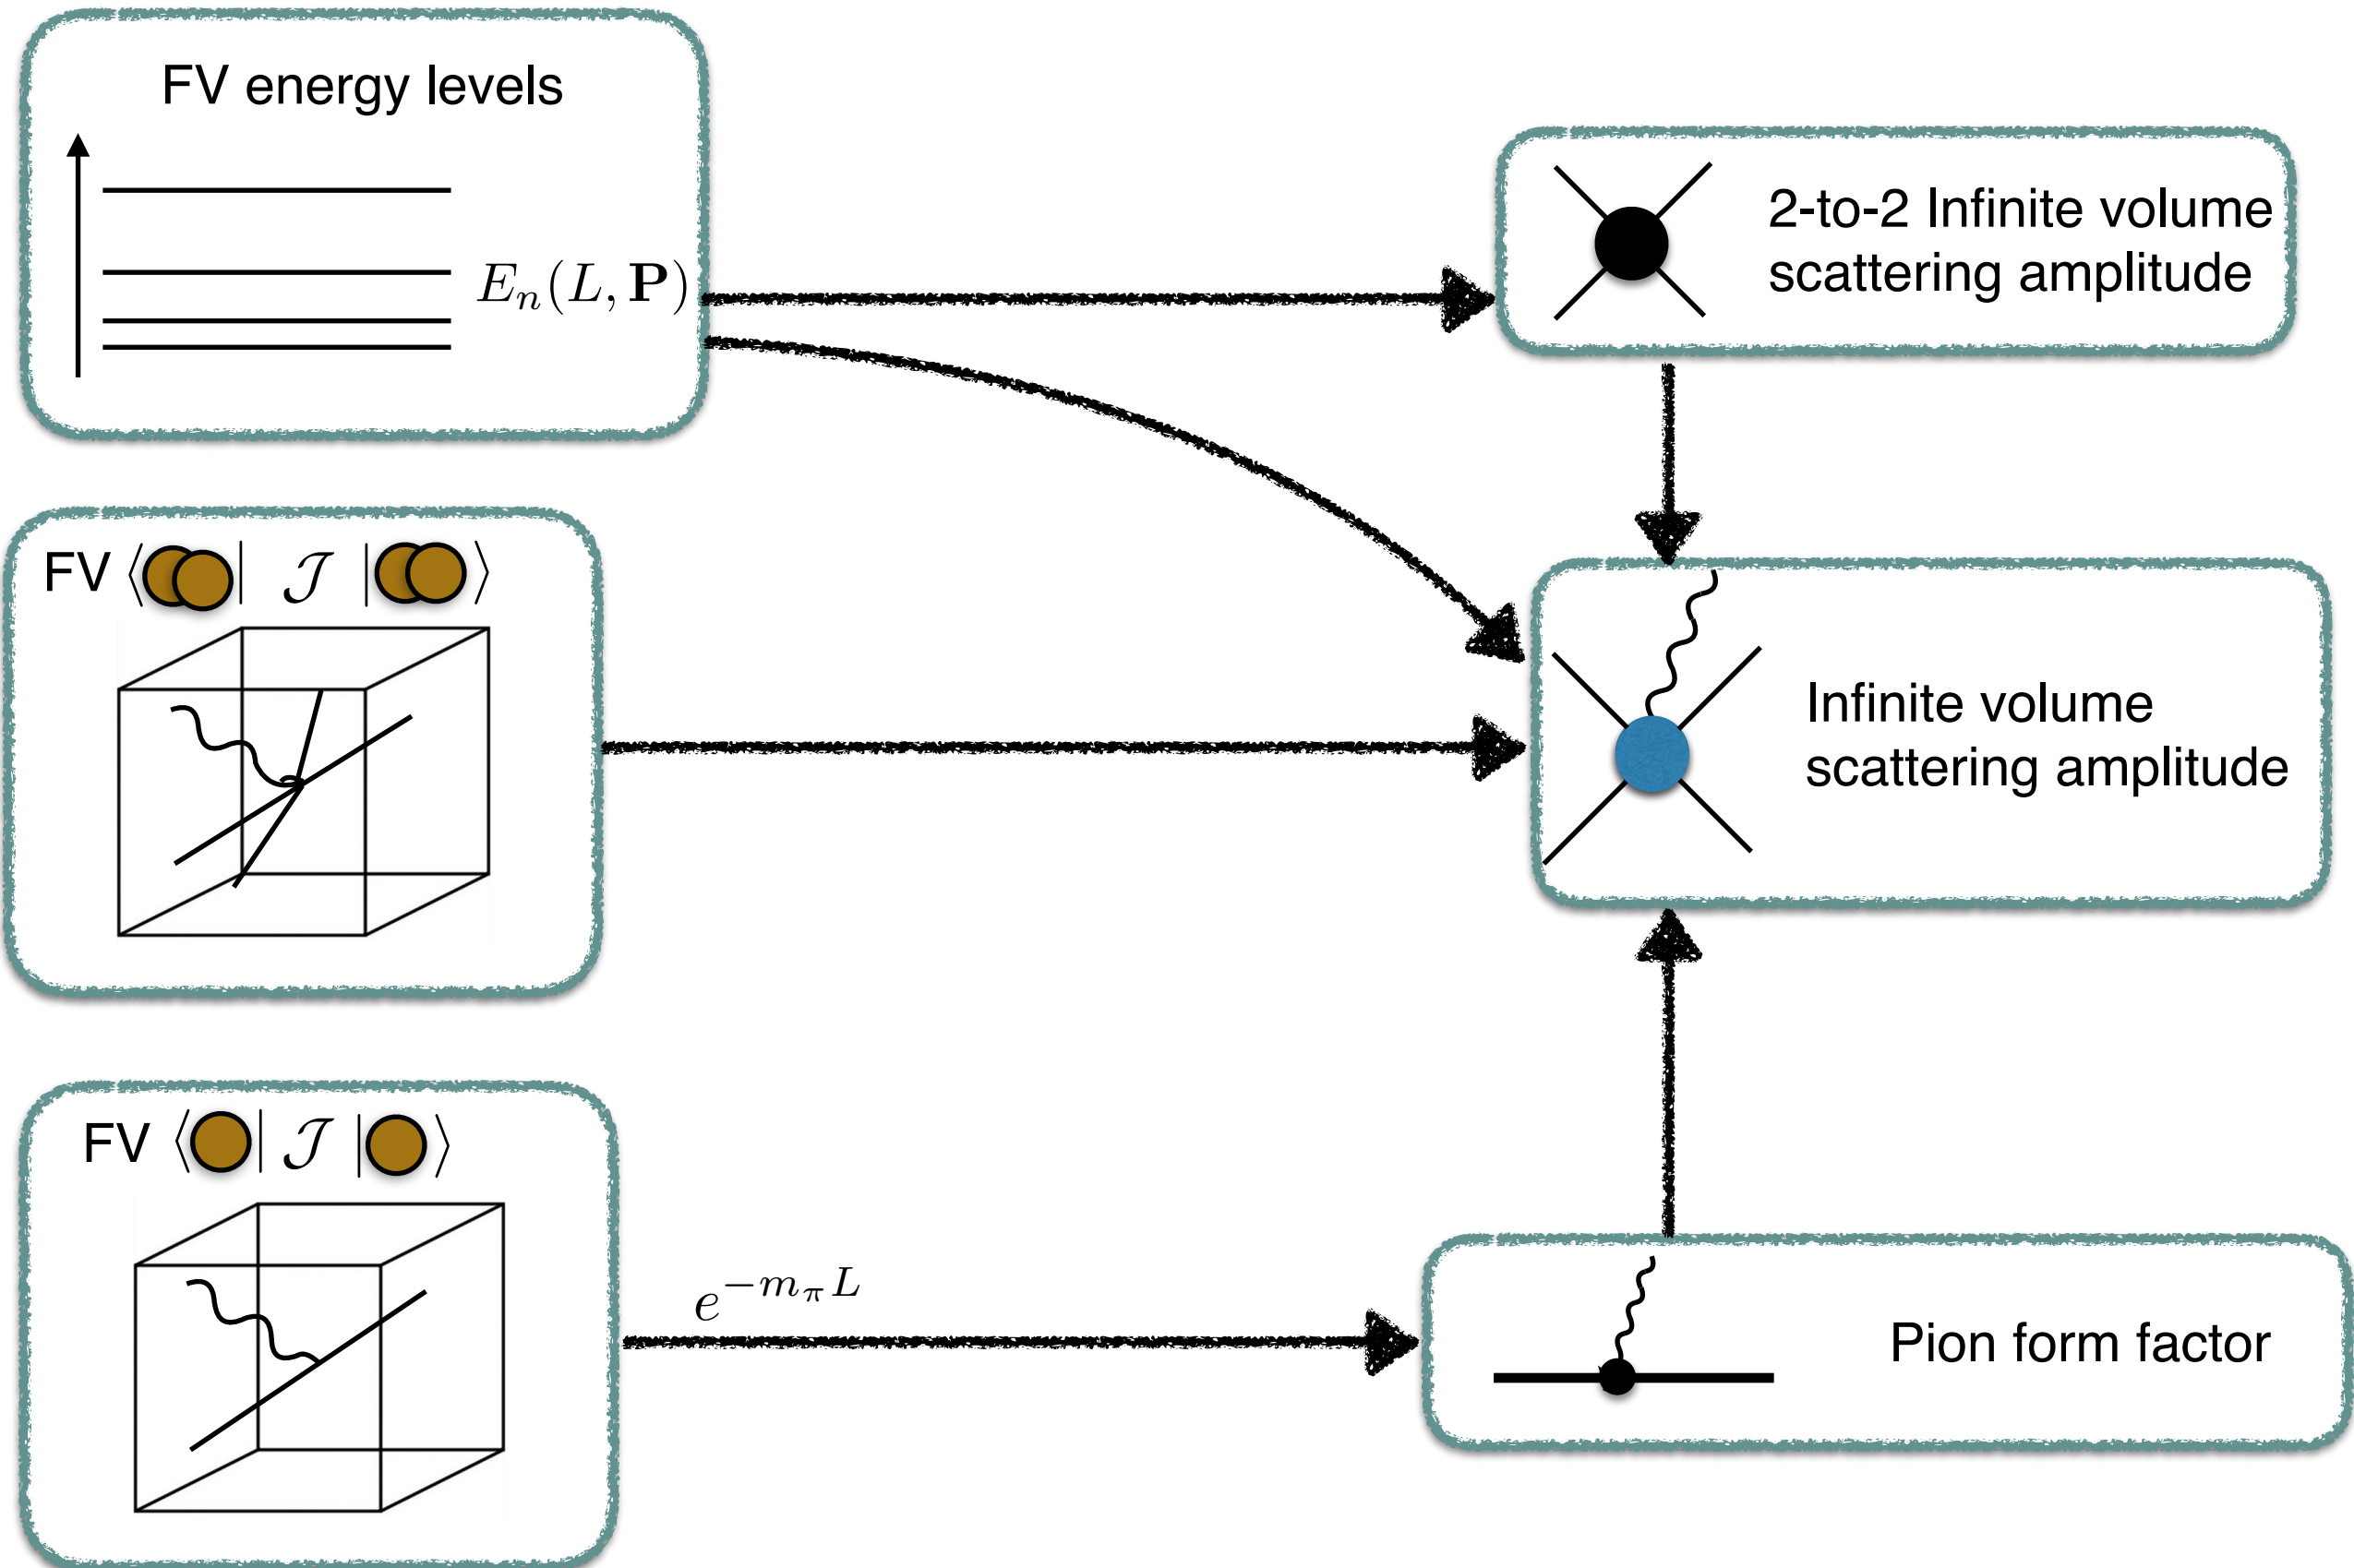 FV energy levels
E_n(L, P)
2-to-2 Infinite volume
scattering amplitude
FV ⟨ | 𝒥 | ⟩
Infinite volume
scattering amplitude
FV ⟨ | 𝒥 | ⟩
e^{-m_π L}
Pion form factor